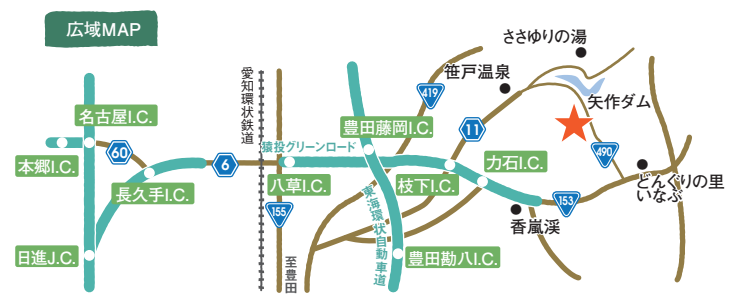 広域MAP
ささゆりの湯
愛知環状鉄道
笹戸温泉
419
矢作ダム
名古屋I.C.
豊田藤岡I.C.
11
60
猿投グリーンロード
490
本郷I.C.
6
力石I.C.
長久手I.C.
八草I.C.
枝下I.C.
どんぐりの里
いなぶ
153
155
東海環状自動車道
香嵐渓
日進J.C.
至豊田
豊田勘八I.C.